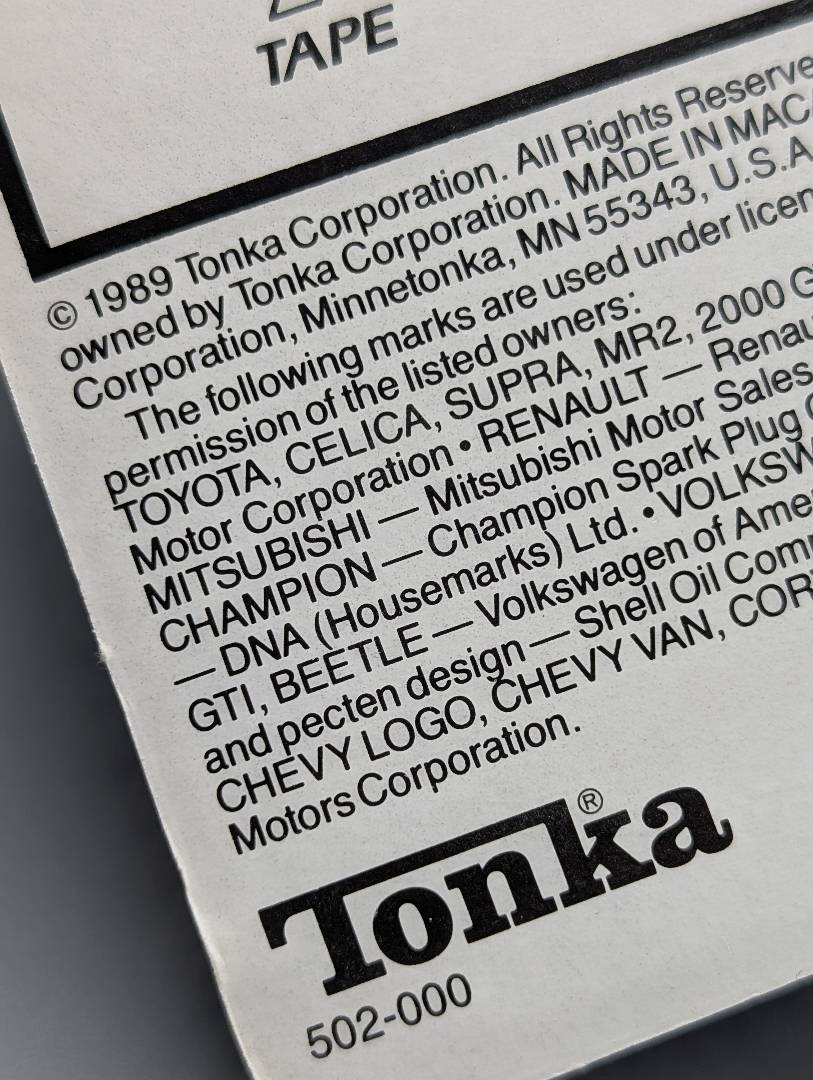 TAPE
© 1989 Tonka Corporation. All Rights Reserve
owned by Tonka Corporation. MADE IN MAC
Corporation, Minnetonka, MN 55343, U.S.A
The following marks are used under licen
permission of the listed owners:
TOYOTA, CELICA, SUPRA, MR2, 2000 G
Motor Corporation • RENAULT — Renau
MITSUBISHI — Mitsubishi Motor Sales
CHAMPION — Champion Spark Plug
— DNA (Housemarks) Ltd. • VOLKSW
GTI, BEETLE — Volkswagen of Ame
and pecten design — Shell Oil Com
CHEVY LOGO, CHEVY VAN, COR
Motors Corporation.
Tonka®
502-000